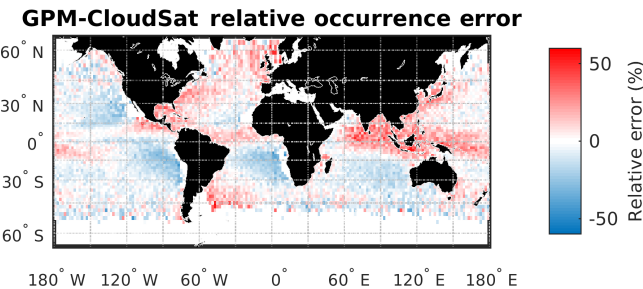 GPM-CloudSat relative occurrence error
60° N
30° N
0°
30° S
60° S
180° W 120° W 60° W 0° 60° E 120° E 180° E
50
0
-50
Relative error (%)